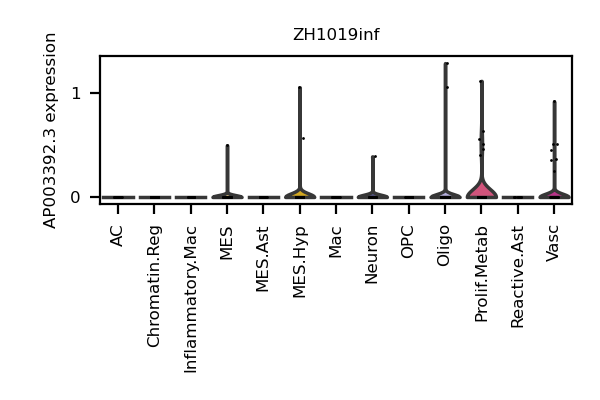 ZH1019inf
AP003392.3 expression
1
0
AC
Chromatin.Reg
Inflammatory.Mac
MES
MES.Ast
MES.Hyp
Mac
Neuron
OPC
Oligo
Prolif.Metab
Reactive.Ast
Vasc